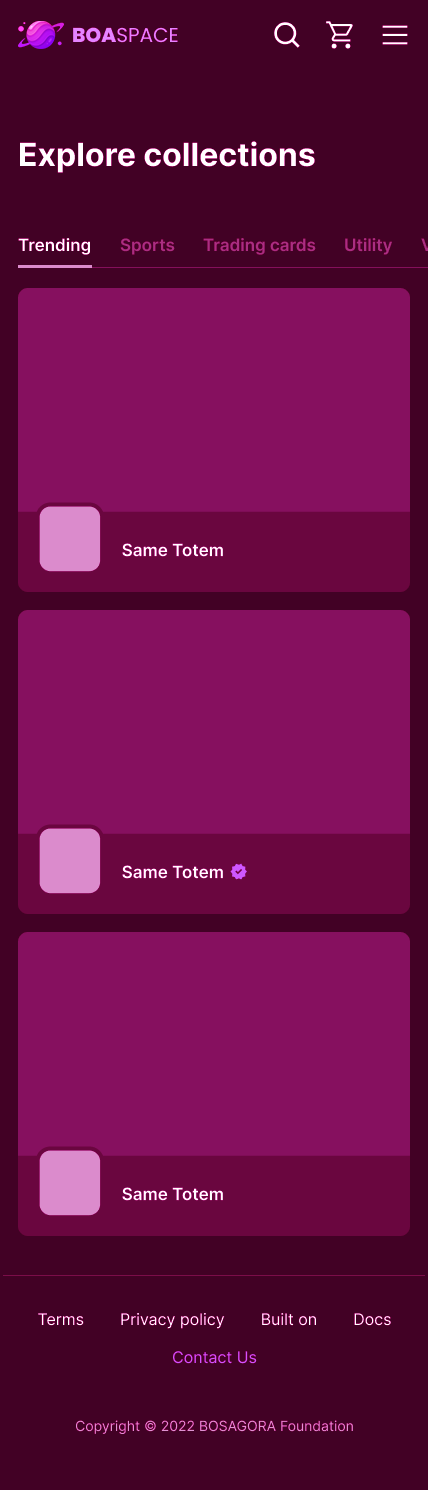 BOASPACE
Explore collections
Trending Sports Trading cards Utility
Same Totem
Same Totem
Same Totem
Terms Privacy policy Built on Docs
Contact Us
Copyright © 2022 BOSAGORA Foundation